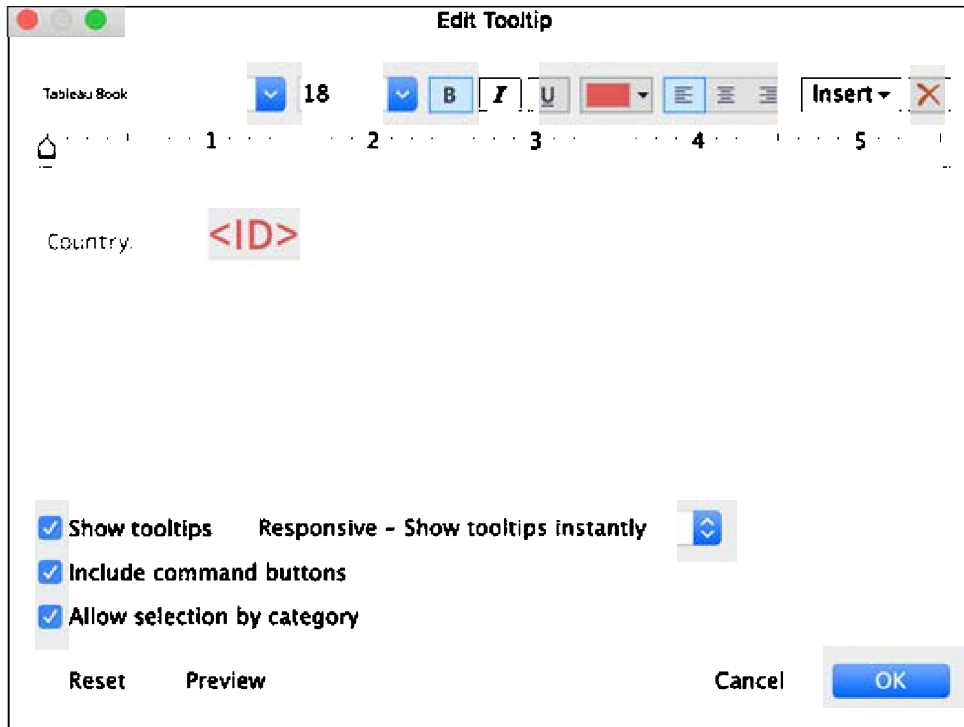 Edit Tooltip
Tableau Book 18 B I U Insert
1 2 3 4 5
Country: <ID>
Show tooltips Responsive - Show tooltips instantly
Include command buttons
Allow selection by category
Reset Preview Cancel OK